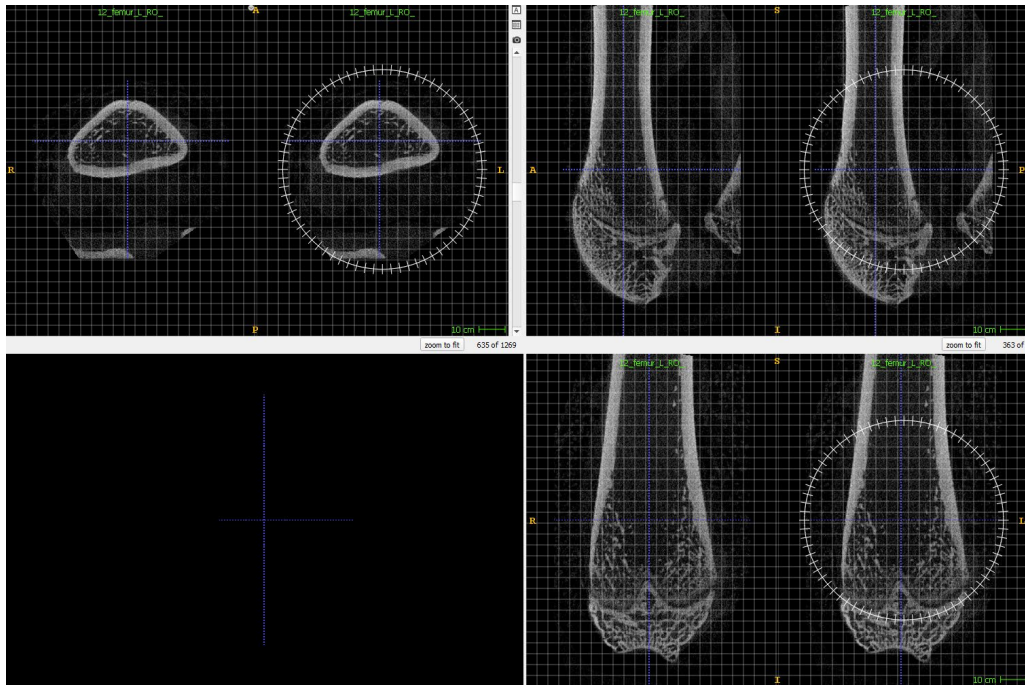 12_femur_L_RO_ 12_femur_L_RO_
A
R
L
P
10 cm
A
zoom to fit 635 of 1269
12_femur_L_RO_ 12_femur_L_RO_
S
A
P
I
10 cm
zoom to fit 363 of
12_femur_L_RO_ 12_femur_L_RO_
S
R
L
I
10 cm